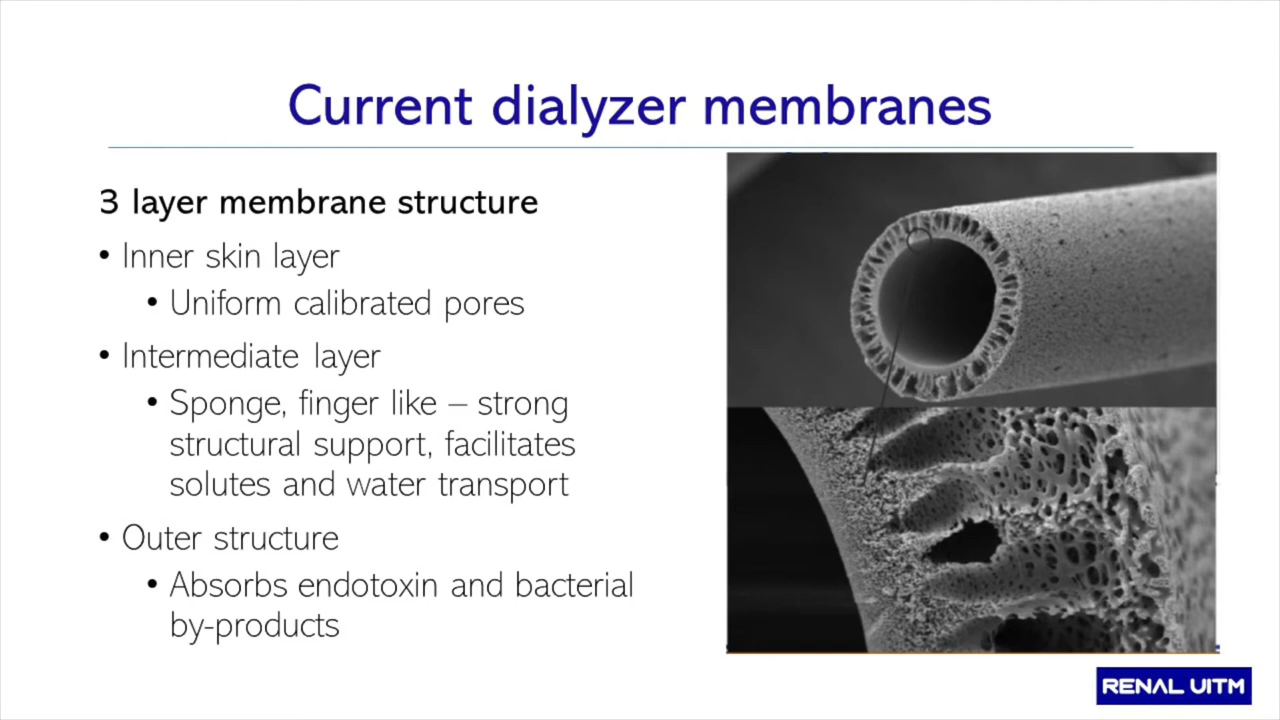 Current dialyzer membranes
3 layer membrane structure
• Inner skin layer
• Uniform calibrated pores
• Intermediate layer
• Sponge, finger like – strong
structural support, facilitates
solutes and water transport
• Outer structure
• Absorbs endotoxin and bacterial
by-products
RENAL UITM